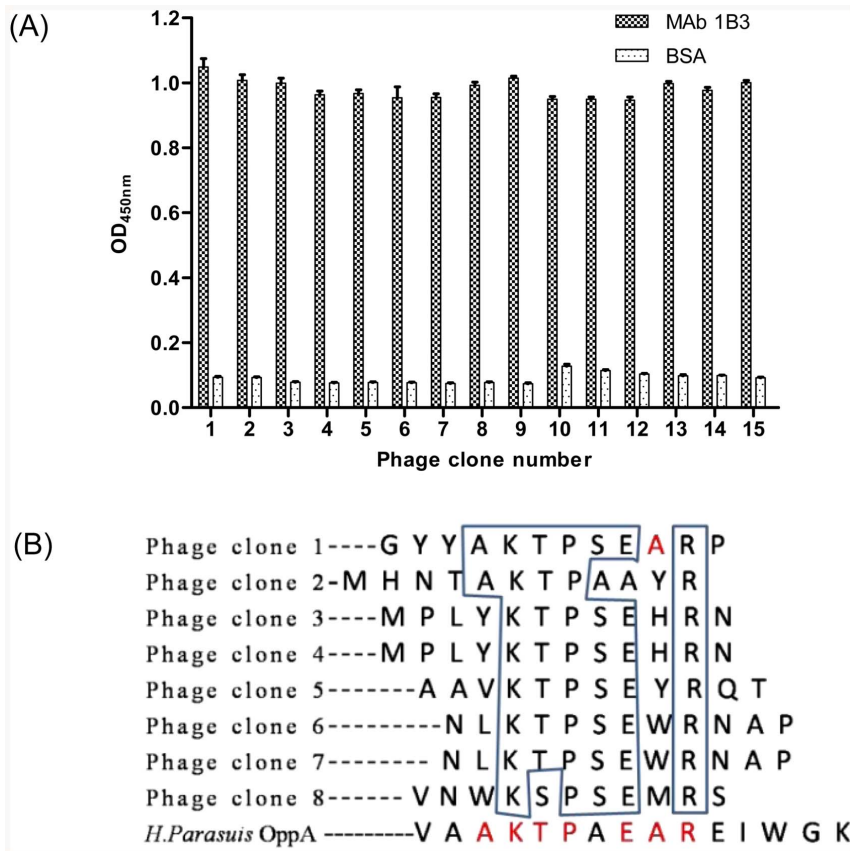 (A)
1.2
1.0
0.8
0.6
0.4
0.2
0.0
OD450nm
MAb 1B3
BSA
1 2 3 4 5 6 7 8 9 10 11 12 13 14 15
Phage clone number
(B)
Phage clone 1----G Y Y A K T P S E A R P
Phage clone 2-M H N T A K T P A A Y R
Phage clone 3----M P L Y K T P S E H R N
Phage clone 4----M P L Y K T P S E H R N
Phage clone 5-------A A V K T P S E Y R Q T
Phage clone 6---------N L K T P S E W R N A P
Phage clone 7---------N L K T P S E W R N A P
Phage clone 8------V N W K S P S E M R S
H.Parasuis OppA ---------V A A K T P A E A R E I W G K